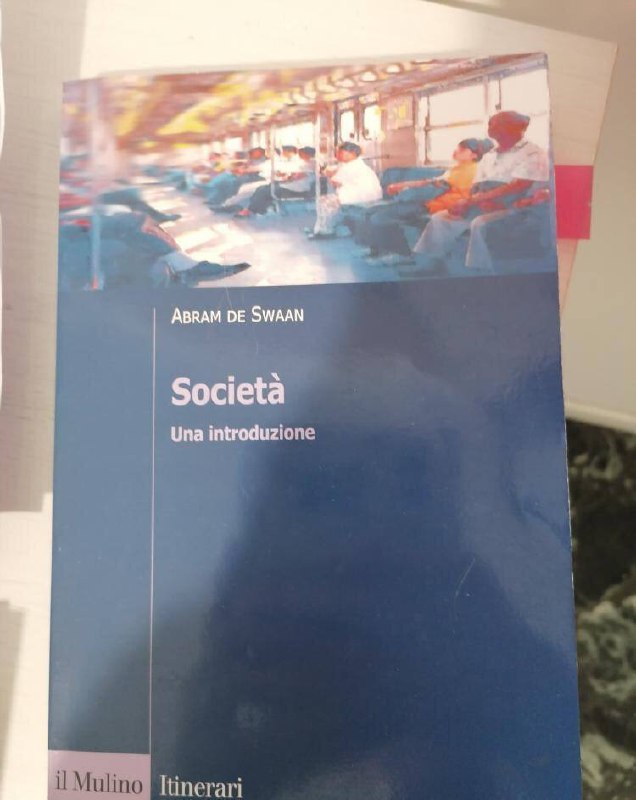 ABRAM DE SWAAN
Società
Una introduzione
il Mulino Itinerari